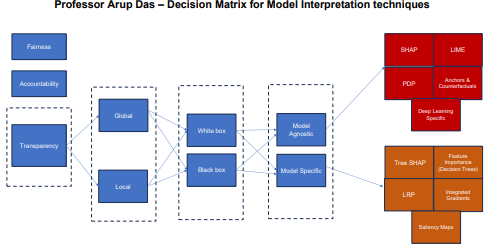 Professor Arup Das – Decision Matrix for Model Interpretation techniques
Fairness
Accountability
Transparency
Global
Local
White box
Black box
Model
Agnostic
Model Specific
SHAP
LIME
PDP
Anchors &
Counterfactuals
Deep Learning
Specific
Tree SHAP
Feature
Importance
(Decision Trees)
LRP
Integrated
Gradients
Saliency Maps